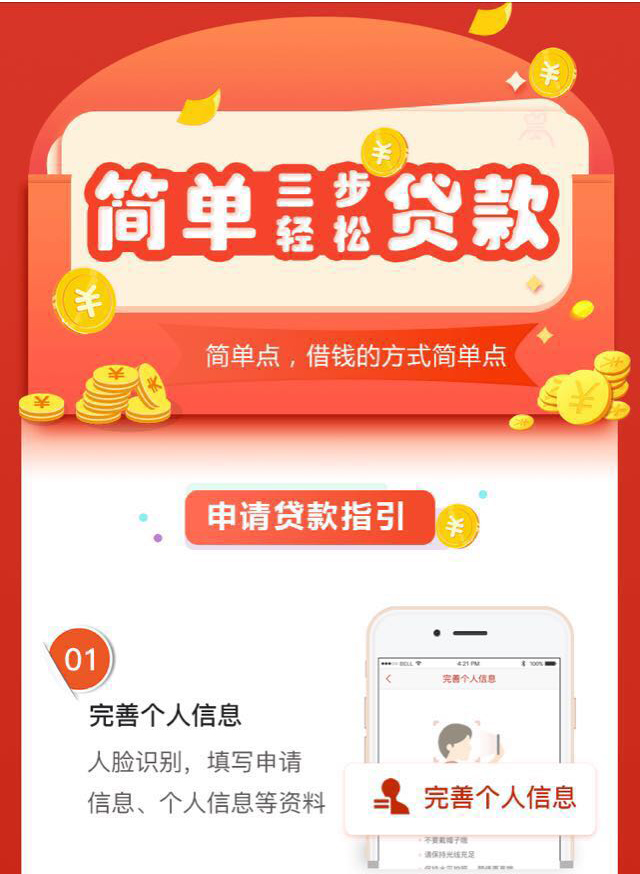 简单三步轻松贷款
简单点，借钱的方式简单点
申请贷款指引
01
完善个人信息
人脸识别，填写申请
信息、个人信息等资料
BELL 4:21 PM 100%
完善个人信息
完善个人信息
不要戴帽子哦
请保持光线充足